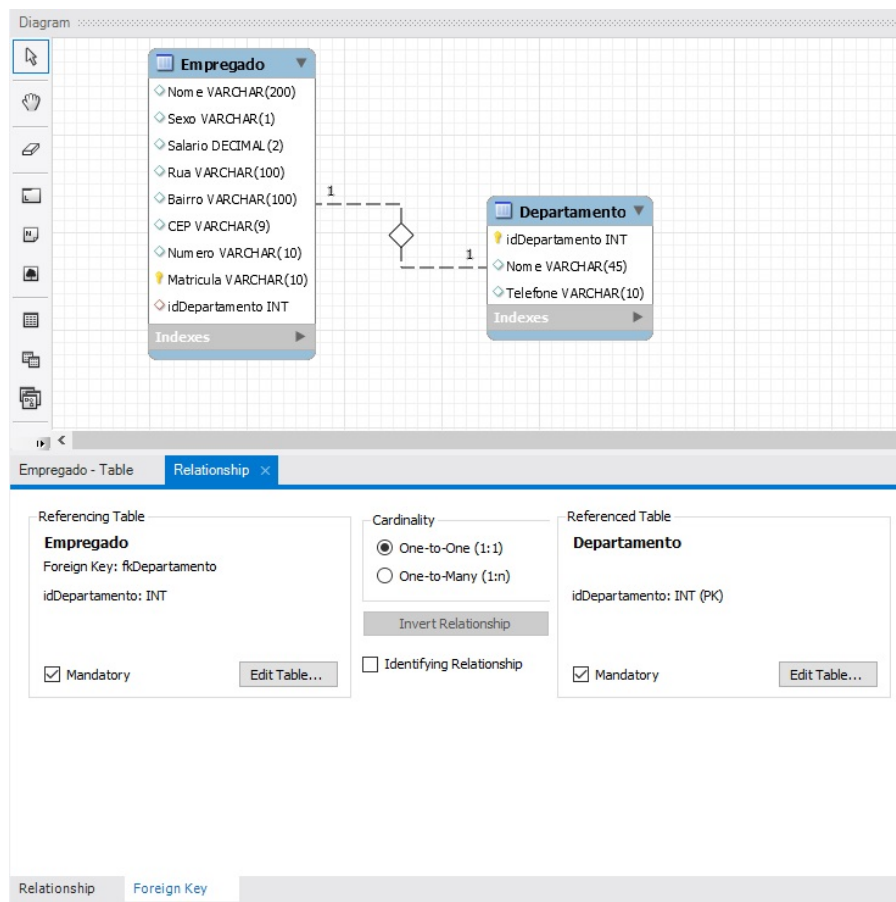 Diagram
Empregado
Nome VARCHAR(200)
Sexo VARCHAR(1)
Salario DECIMAL(2)
Rua VARCHAR(100)
Bairro VARCHAR(100)
CEP VARCHAR(9)
Numero VARCHAR(10)
Matricula VARCHAR(10)
idDepartamento INT
Indexes
1
1
Departamento
idDepartamento INT
Nome VARCHAR(45)
Telefone VARCHAR(10)
Indexes
Empregado - Table
Relationship
Referencing Table
Empregado
Foreign Key: fkDepartamento
idDepartamento: INT
Mandatory
Edit Table...
Cardinality
One-to-One (1:1)
One-to-Many (1:n)
Invert Relationship
Identifying Relationship
Referenced Table
Departamento
idDepartamento: INT (PK)
Mandatory
Edit Table...
Relationship
Foreign Key